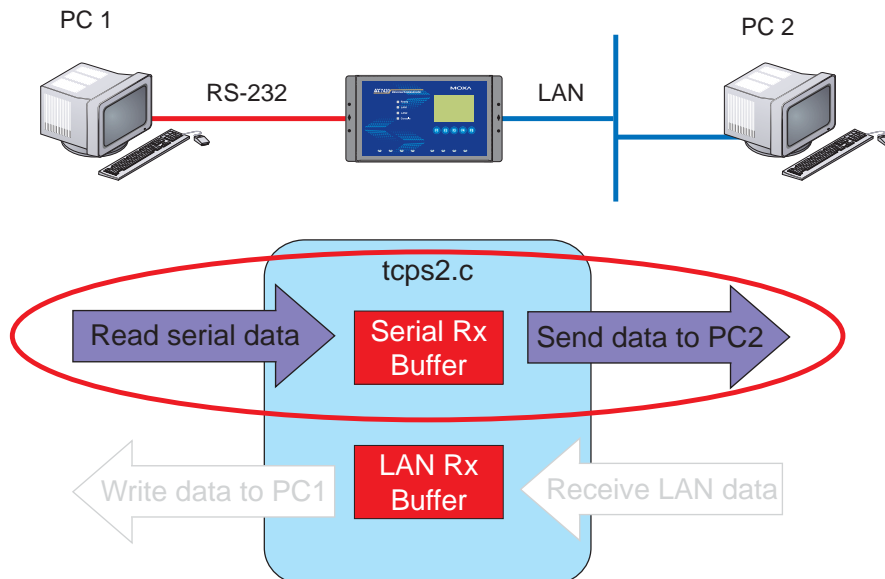 PC 1
PC 2
RS-232
MOXA
LAN
tcps2.c
Read serial data
Serial Rx
Buffer
Send data to PC2
Write data to PC1
LAN Rx
Buffer
Receive LAN data